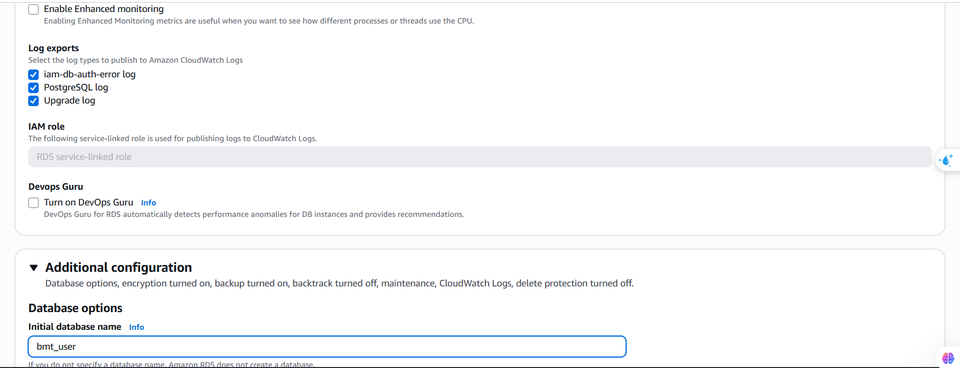 Enable Enhanced monitoring
Enabling Enhanced Monitoring metrics are useful when you want to see how different processes or threads use the CPU.
Log exports
Select the log types to publish to Amazon CloudWatch Logs
iam-db-auth-error log
PostgreSQL log
Upgrade log
IAM role
The following service-linked role is used for publishing logs to CloudWatch Logs.
RDS service-linked role
Devops Guru
Turn on DevOps Guru Info
DevOps Guru for RDS automatically detects performance anomalies for DB instances and provides recommendations.
Additional configuration
Database options, encryption turned on, backup turned on, backtrack turned off, maintenance, CloudWatch Logs, delete protection turned off.
Database options
Initial database name Info
bmt_user
If you do not specify a database name, Amazon RDS does not create a database.